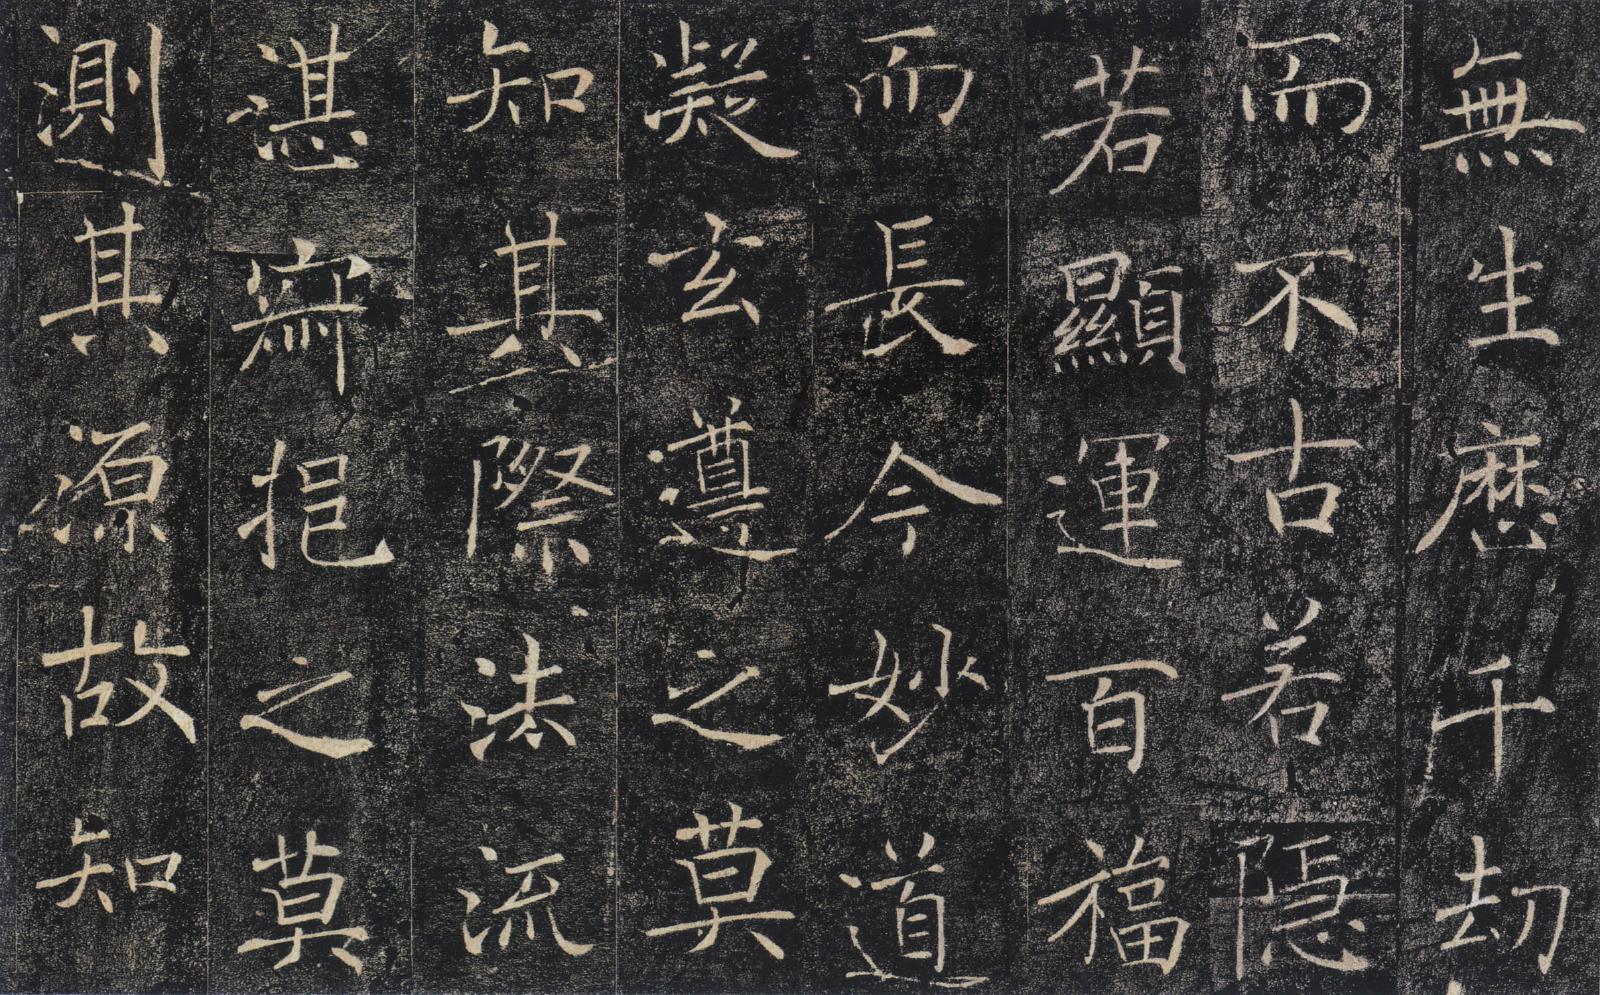 無生歷千劫
而不古若隱
若顯運百福
而長今妙道
凝玄遵之莫
知其際法流
湛寂挹之莫
測其源故知